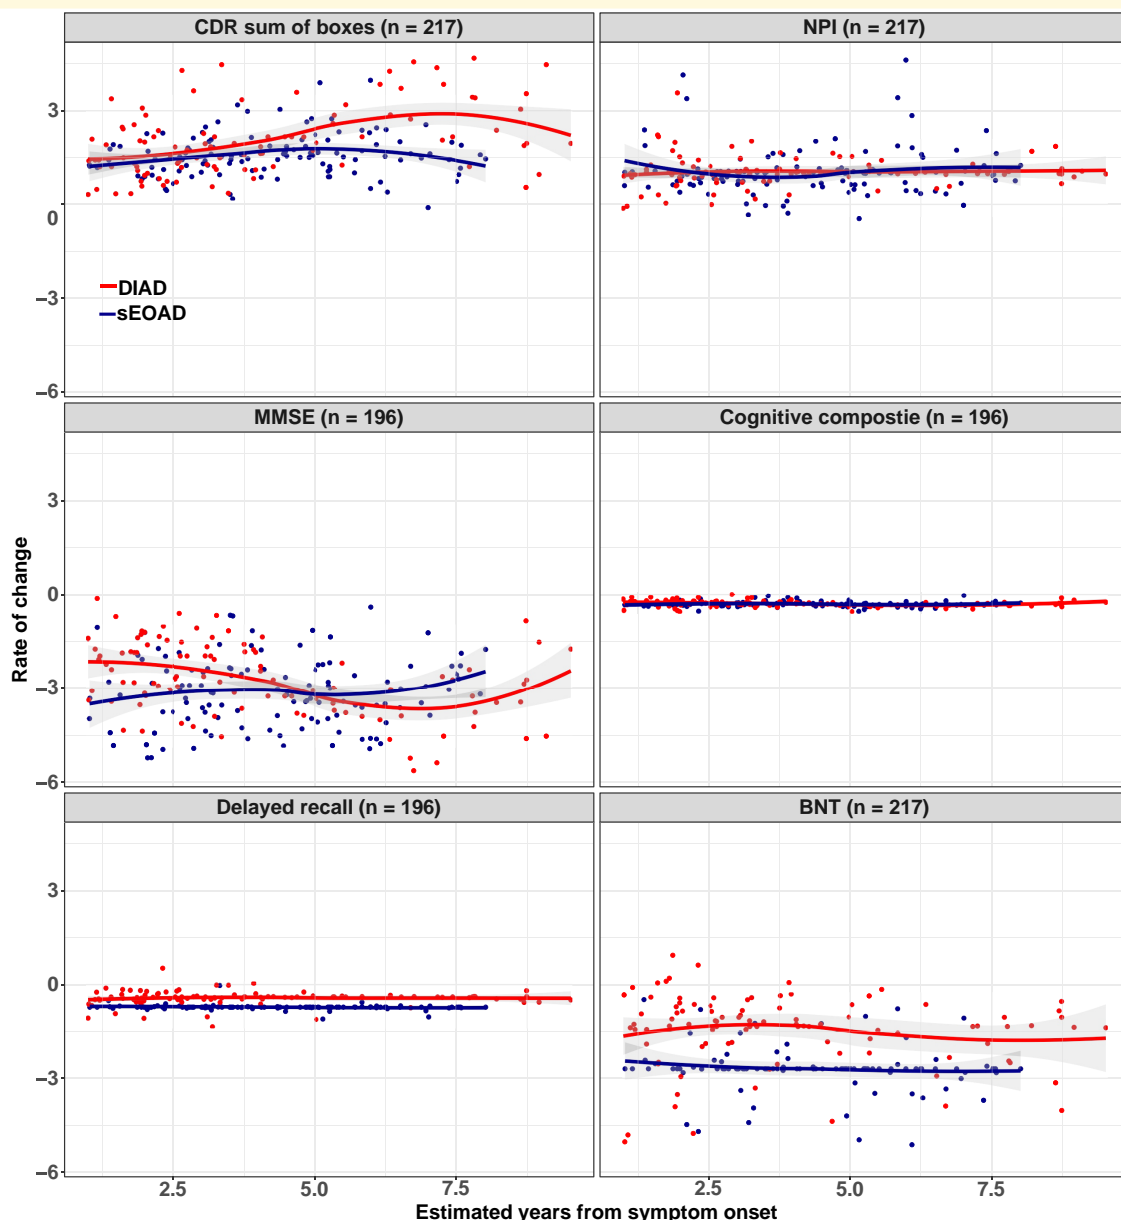 CDR sum of boxes (n = 217)
NPI (n = 217)
3
0
−3
−6
DIAD
sEOAD
MMSE (n = 196)
Cognitive compostie (n = 196)
3
0
−3
−6
Rate of change
Delayed recall (n = 196)
BNT (n = 217)
3
0
−3
−6
2.5 5.0 7.5
2.5 5.0 7.5
Estimated years from symptom onset